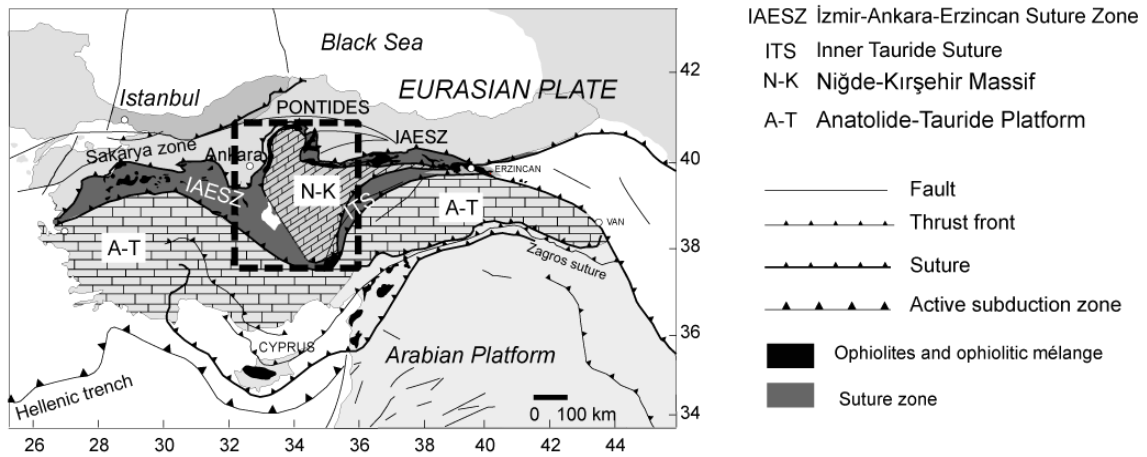 Black Sea
EURASIAN PLATE
Istanbul
PONTIDES
IAESZ
Sakarya zone
Ankara
ERZINCAN
IAESZ
N-K
ITS
A-T
A-T
VAN
Zagros suture
CYPRUS
Arabian Platform
Hellenic trench
0 100 km
42
40
38
36
34
26 28 30 32 34 36 38 40 42 44
IAESZ İzmir-Ankara-Erzincan Suture Zone
ITS Inner Tauride Suture
N-K Niğde-Kırşehir Massif
A-T Anatolide-Tauride Platform
Fault
Thrust front
Suture
Active subduction zone
Ophiolites and ophiolitic mélange
Suture zone